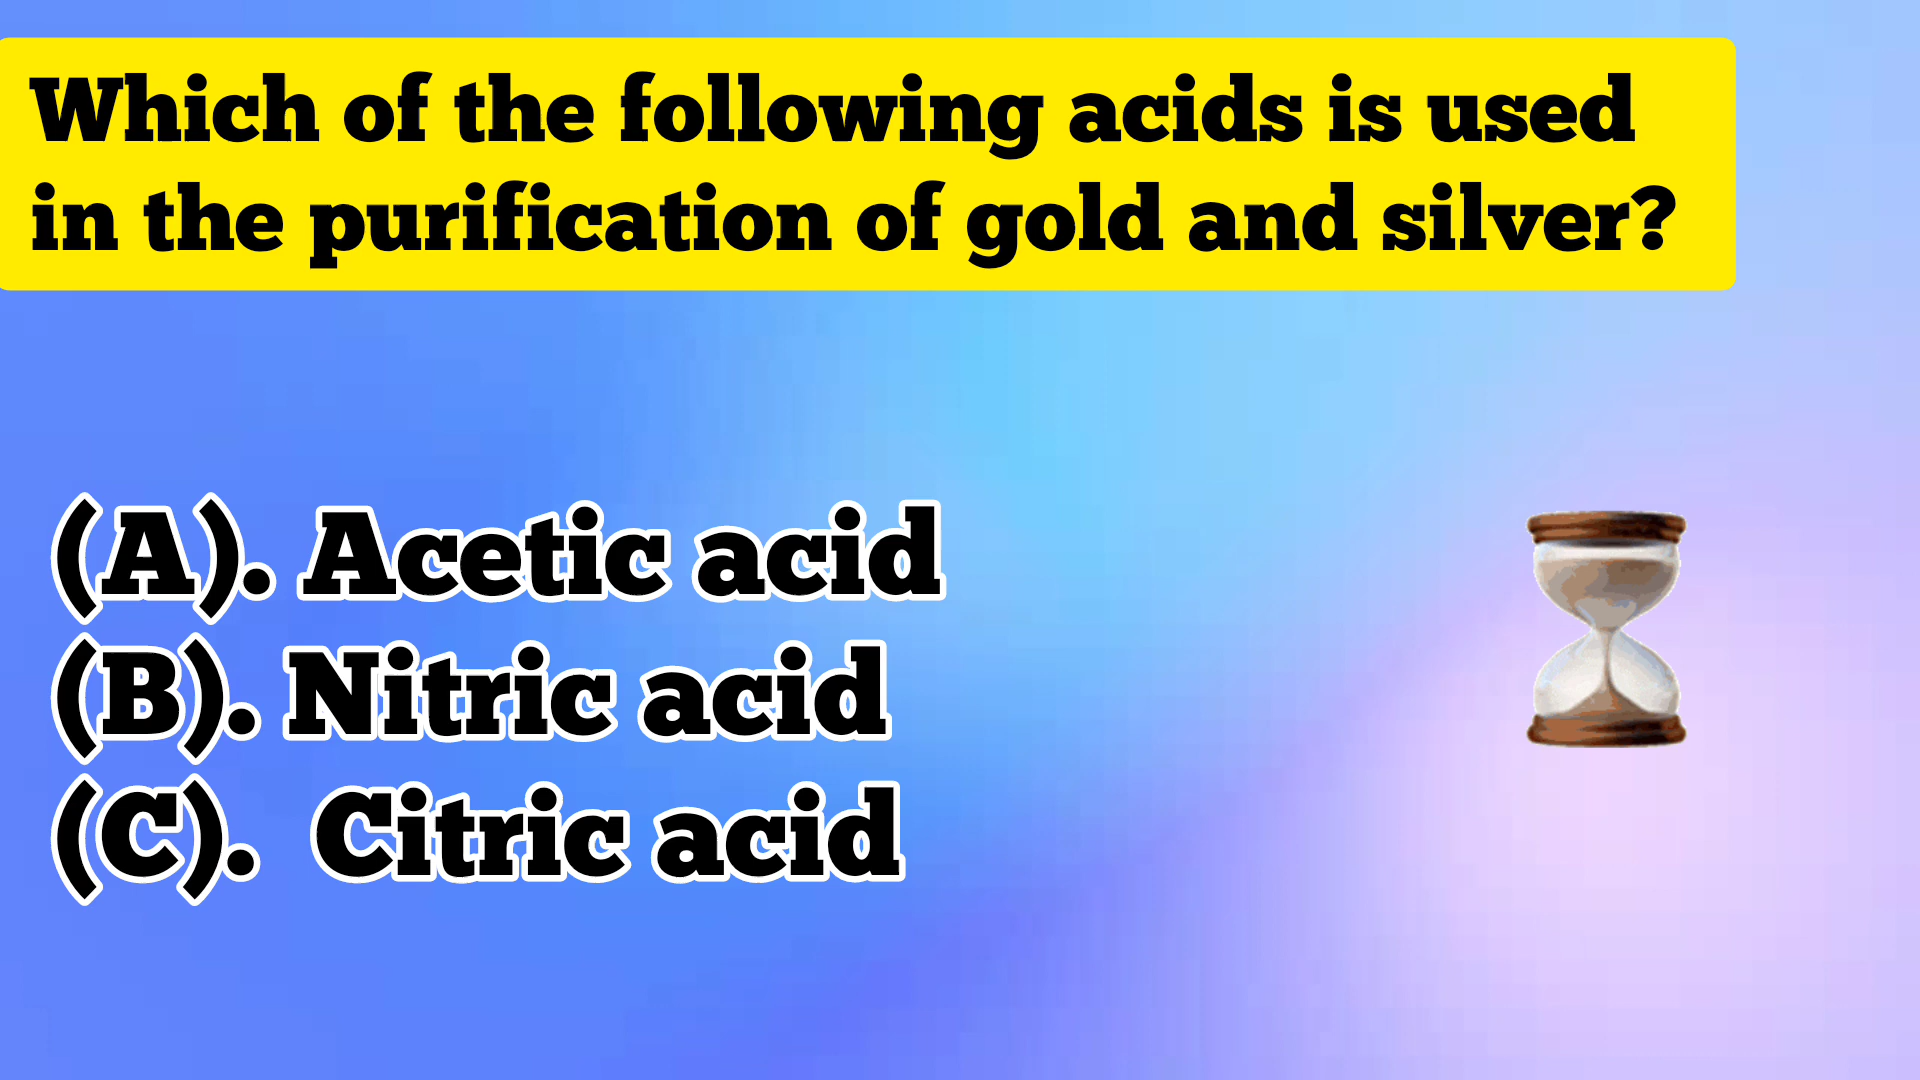 Which of the following acids is used
in the purification of gold and silver?
(A). Acetic acid
(B). Nitric acid
(C). Citric acid